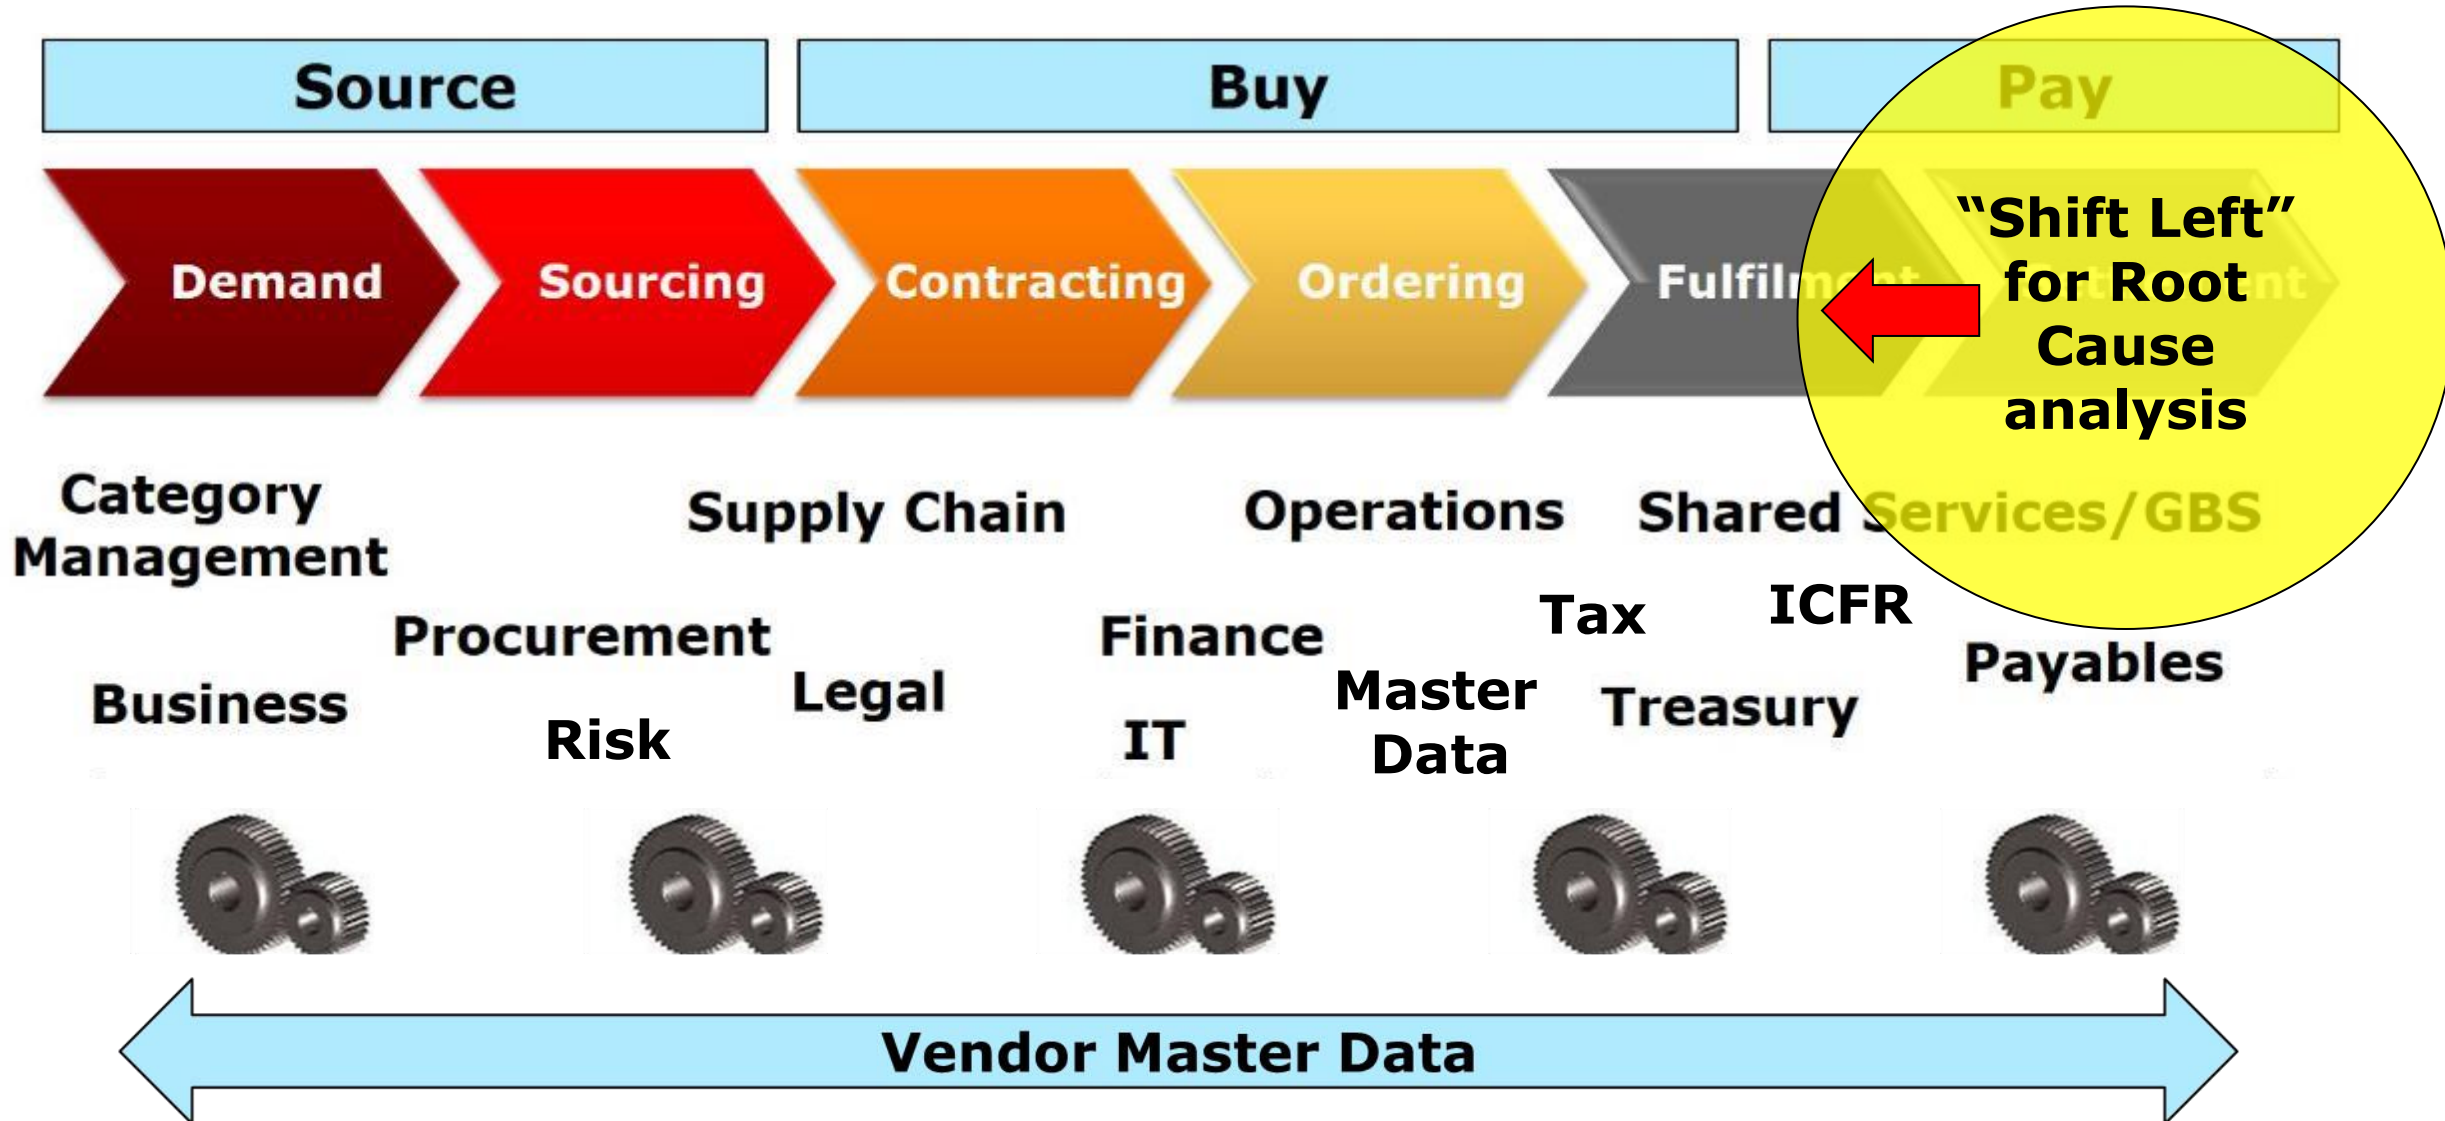 Source
Buy
Pay
Demand
Sourcing
Contracting
Ordering
Fulfilment
“Shift Left”
for Root
Cause
analysis
Category
Management
Supply Chain
Operations
Shared Services/GBS
Procurement
Finance
Tax
ICFR
Business
Risk
Legal
IT
Master
Data
Treasury
Payables
Vendor Master Data